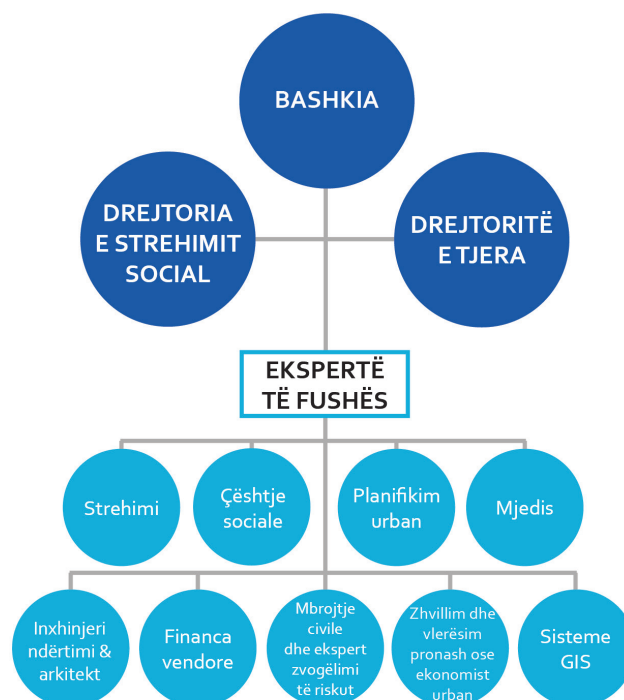 BASHKIA
DREJTORIA
E STREHIMIT
SOCIAL
DREJTORITË
E TJERA
EKSPERTË
TË FUSHËS
Strehimi
Çështje
sociale
Planifikim
urban
Mjedis
Inxhinjeri
ndërtimi &
arkitekt
Financa
vendore
Mbrojtje
civile
dhe ekspert
zvogëlimi
të riskut
Zhvillim dhe
vlerësim
pronash ose
ekonomist
urban
Sisteme
GIS